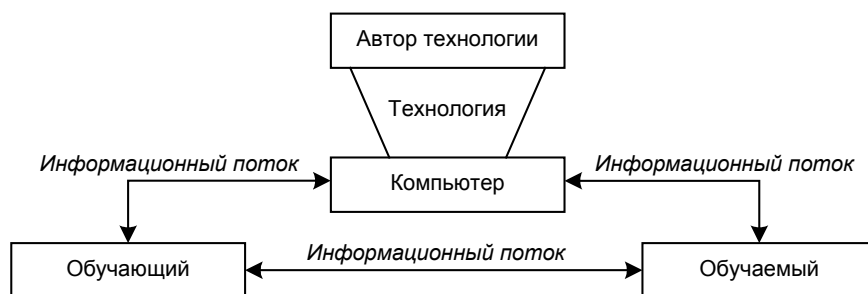 Автор технологии
Технология
Информационный поток
Информационный поток
Компьютер
Информационный поток
Обучающий
Обучаемый